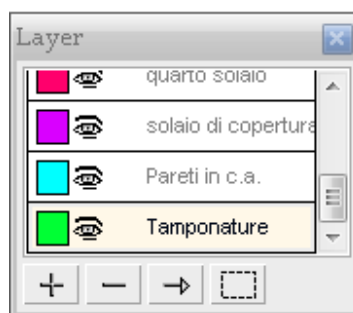 Layer
quarto solaio
solaio di copertura
Pareti in c.a.
Tamponature